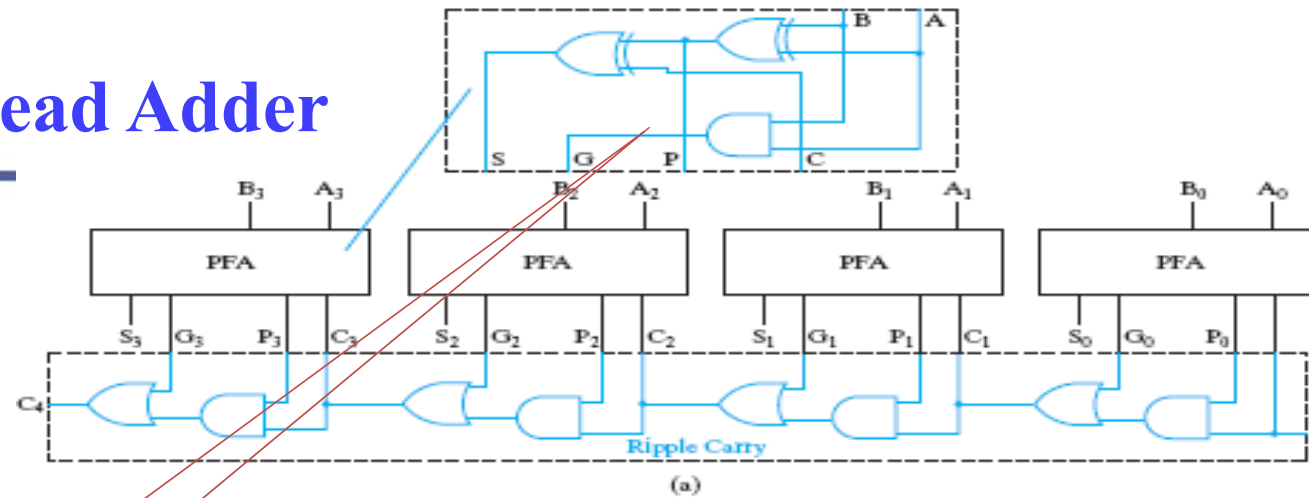 ead Adder
B A
S G P C
B₃ A₃ B₂ A₂ B₁ A₁ B₀ A₀
PFA PFA PFA PFA
S₃ G₃ P₃ C₃ S₂ G₂ P₂ C₂ S₁ G₁ P₁ C₁ S₀ G₀ P₀
C₄
Ripple Carry
(a)